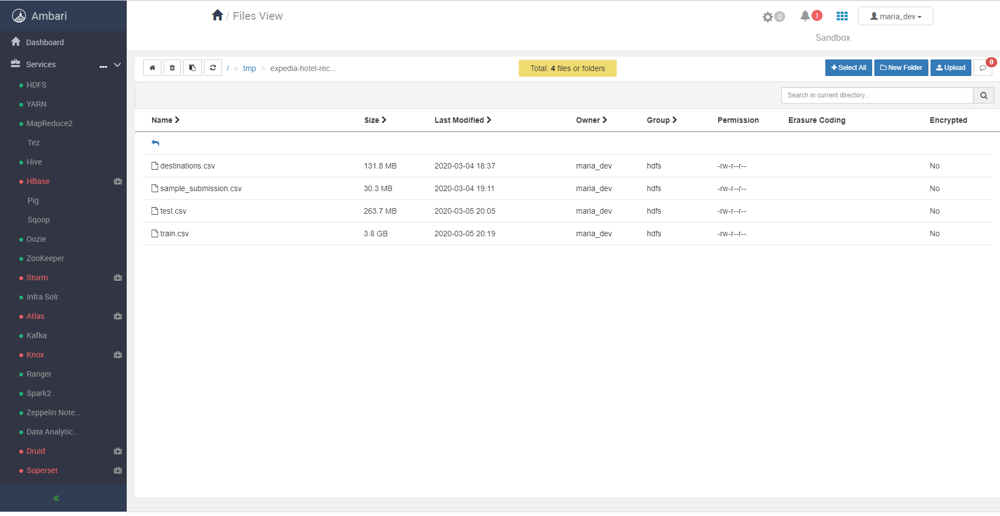 Ambari
Dashboard
Services
HDFS
YARN
MapReduce2
Tez
Hive
HBase
Pig
Sqoop
Oozie
ZooKeeper
Storm
Infra Solr
Atlas
Kafka
Knox
Ranger
Spark2
Zeppelin Note...
Data Analytic...
Druid
Superset
/ Files View
0
1
maria_dev
Sandbox
/ > tmp > expedia-hotel-rec...
Total: 4 files or folders
Select All
New Folder
Upload
0
Search in current directory...
Name Size Last Modified Owner Group Permission Erasure Coding Encrypted
destinations.csv 131.8 MB 2020-03-04 18:37 maria_dev hdfs -rw-r--r-- No
sample_submission.csv 30.3 MB 2020-03-04 19:11 maria_dev hdfs -rw-r--r-- No
test.csv 263.7 MB 2020-03-05 20:05 maria_dev hdfs -rw-r--r-- No
train.csv 3.8 GB 2020-03-05 20:19 maria_dev hdfs -rw-r--r-- No